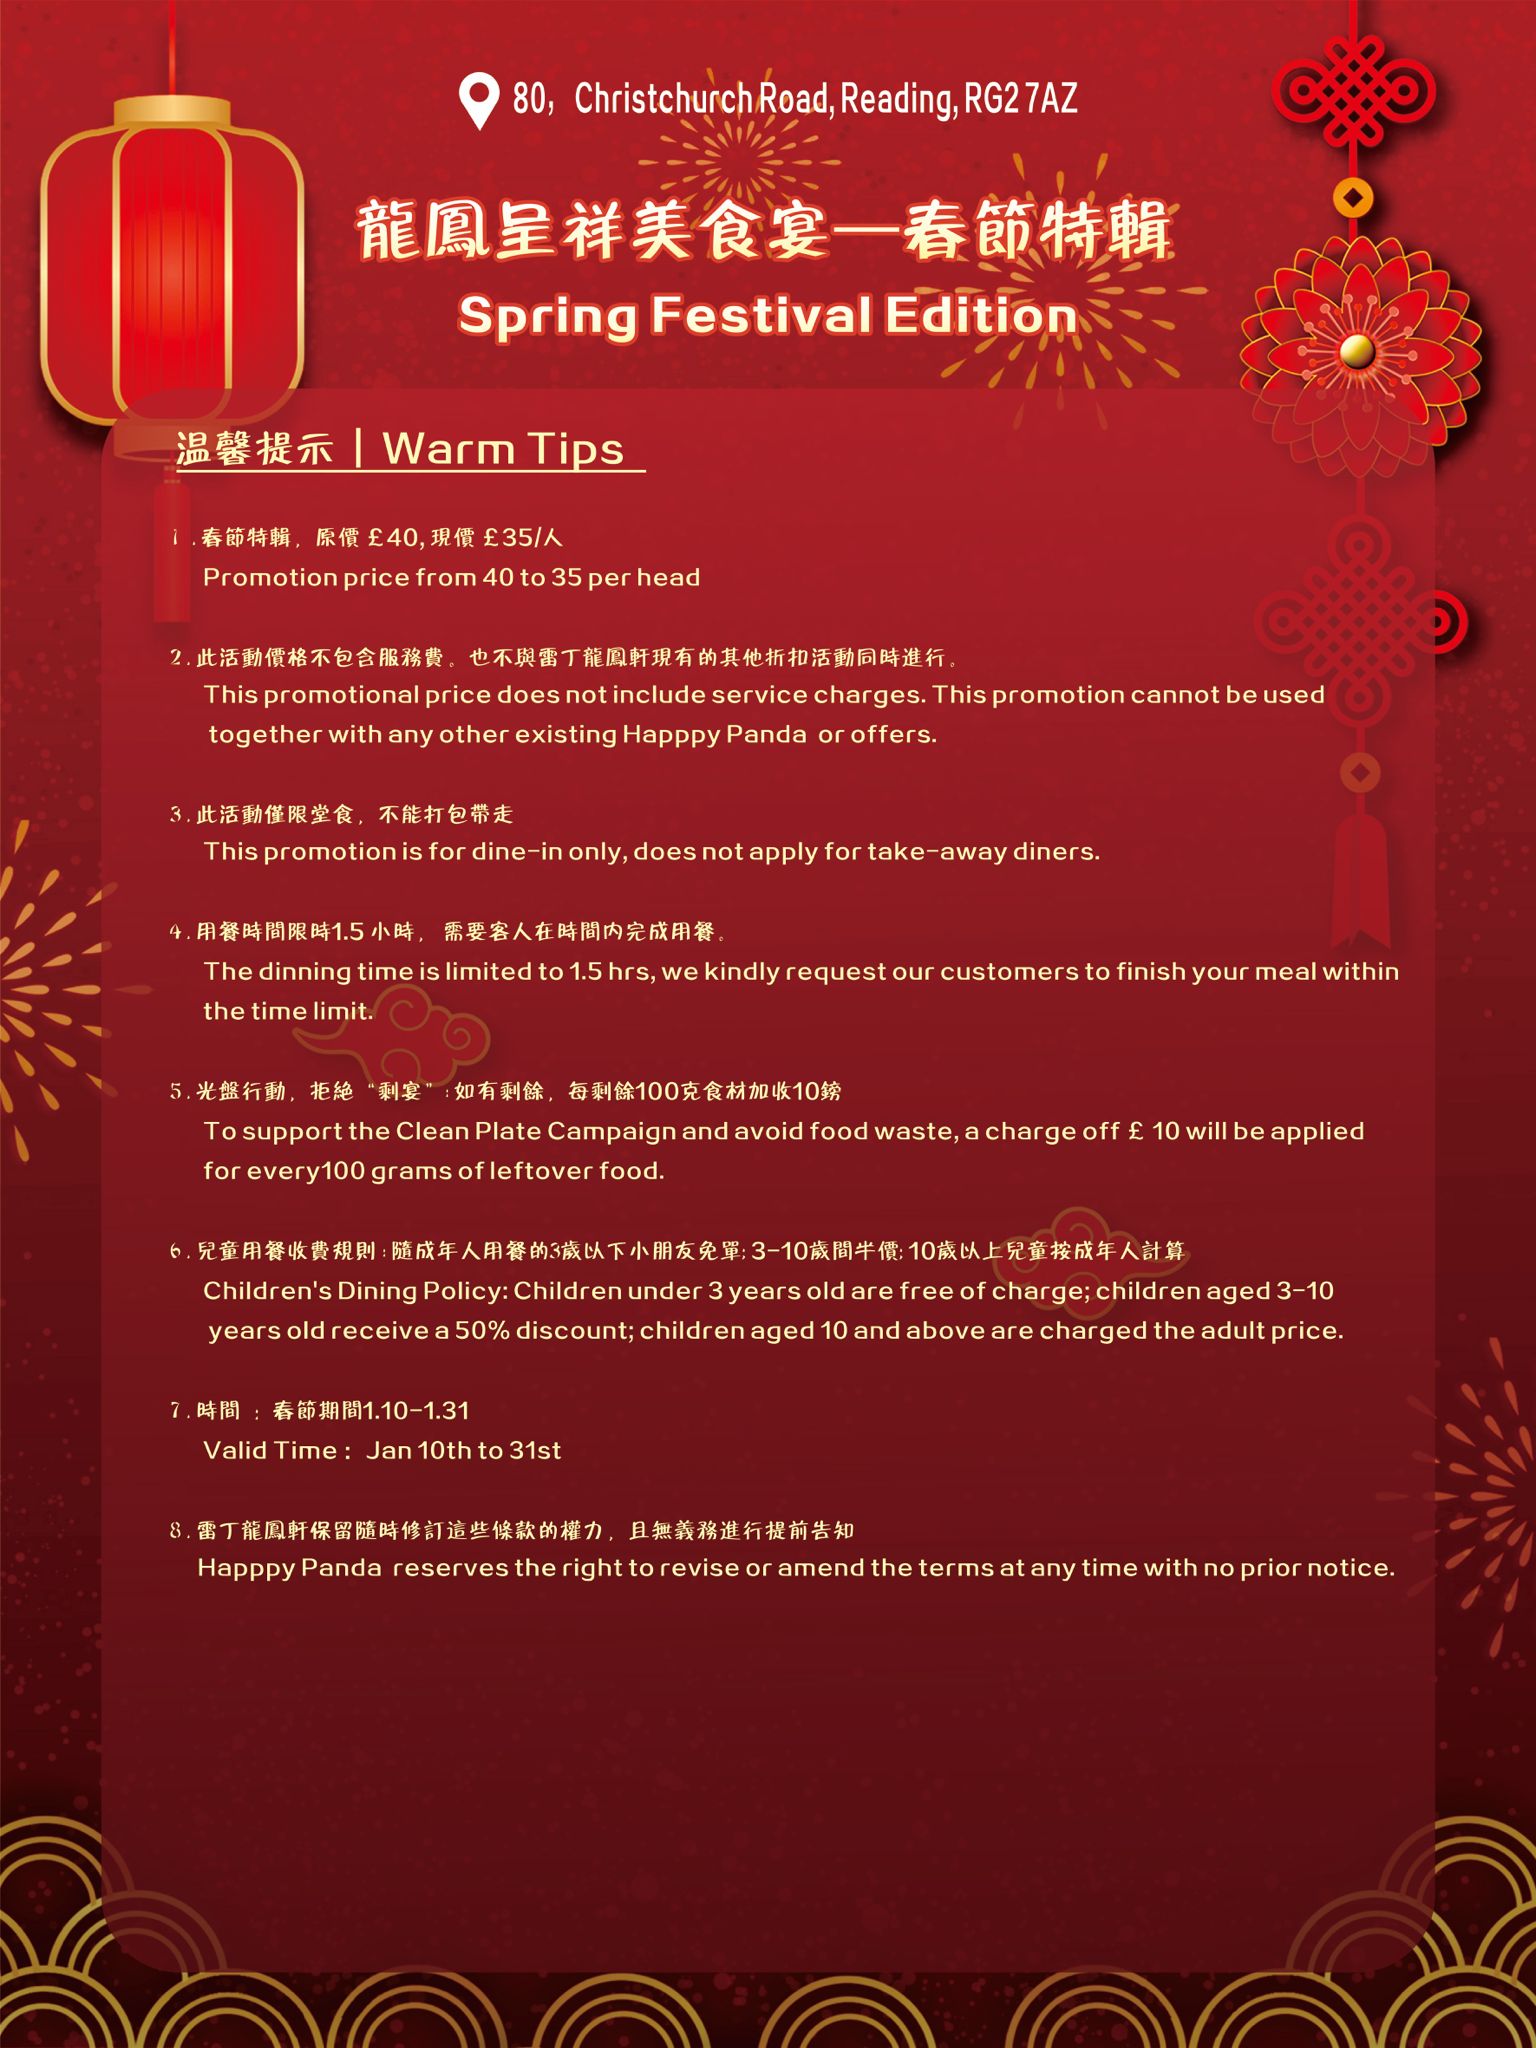 80， Christchurch Road, Reading, RG2 7AZ
龍鳳呈祥美食宴—春節特輯
Spring Festival Edition
温馨提示 | Warm Tips
1 . 春節特輯，原價 £40, 現價 £35/人
Promotion price from 40 to 35 per head
2. 此活動價格不包含服務費。也不與雷丁龍鳳軒現有的其他折扣活動同時進行。
This promotional price does not include service charges. This promotion cannot be used
together with any other existing Happpy Panda or offers.
3. 此活動僅限堂食，不能打包帶走
This promotion is for dine-in only, does not apply for take-away diners.
4. 用餐時間限時1.5 小時， 需要客人在時間内完成用餐。
The dinning time is limited to 1.5 hrs, we kindly request our customers to finish your meal within
the time limit.
5. 光盤行動，拒絶“剩宴”: 如有剩餘，每剩餘100克食材加收10鎊
To support the Clean Plate Campaign and avoid food waste, a charge off £ 10 will be applied
for every100 grams of leftover food.
6. 兒童用餐收費規則 : 隨成年人用餐的3歲以下小朋友免單; 3-10歲間半價; 10歲以上兒童按成年人計算
Children's Dining Policy: Children under 3 years old are free of charge; children aged 3-10
years old receive a 50% discount; children aged 10 and above are charged the adult price.
7. 時間 ：春節期間1.10-1.31
Valid Time : Jan 10th to 31st
8. 雷丁龍鳳軒保留隨時修訂這些條款的權力，且無義務進行提前告知
Happpy Panda reserves the right to revise or amend the terms at any time with no prior notice.